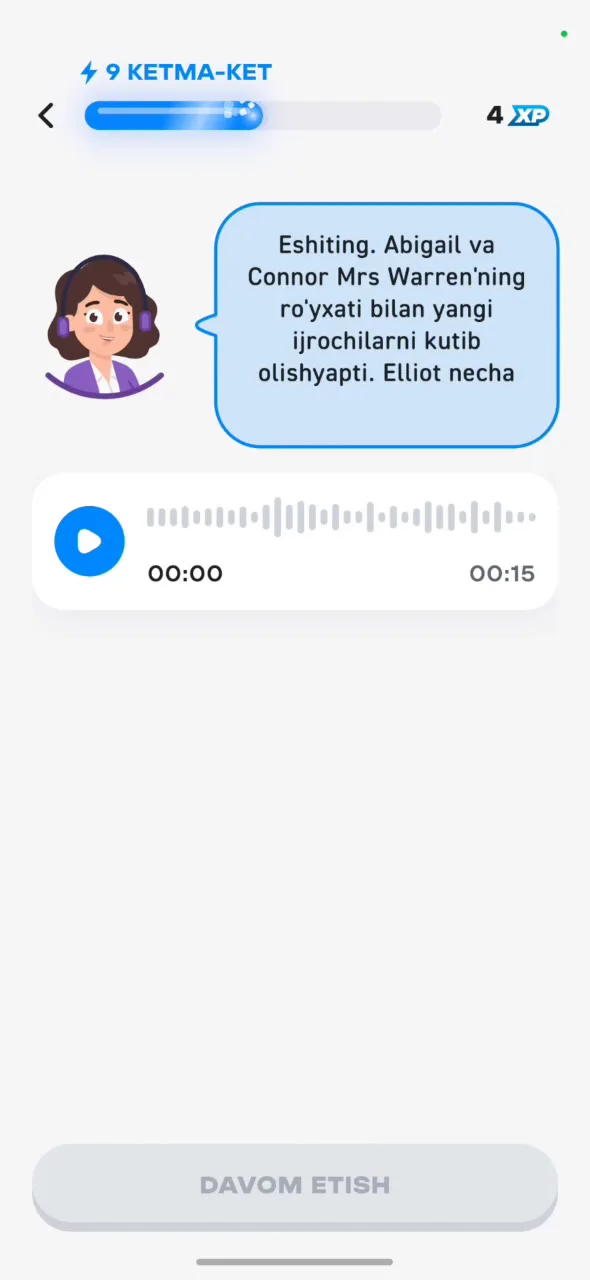 9 KETMA-KET
4 XP
Eshiting. Abigail va
Connor Mrs Warren'ning
ro'yxati bilan yangi
ijrochilarni kutib
olishyapti. Elliot necha
00:00
00:15
DAVOM ETISH